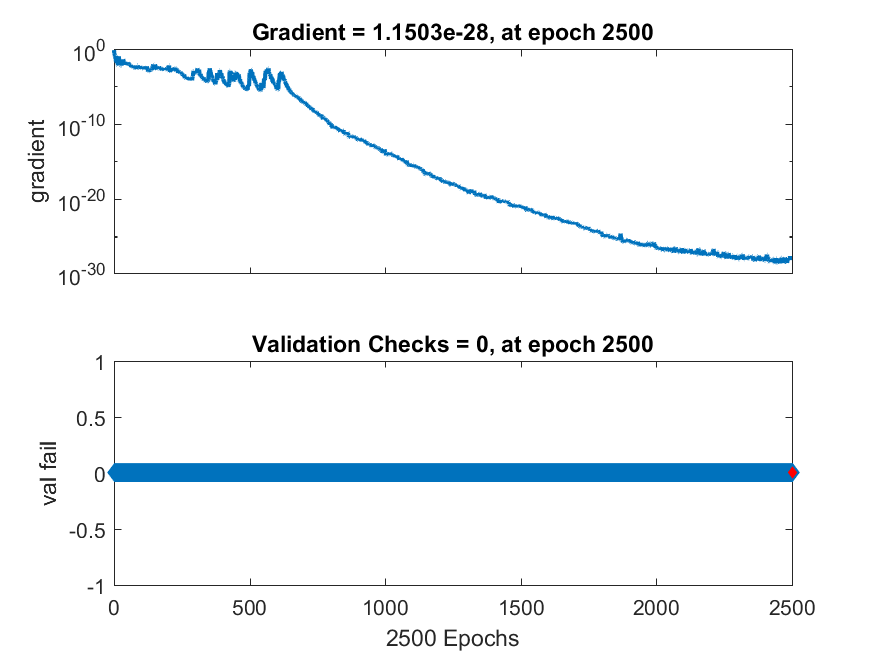 Gradient = 1.1503e-28, at epoch 2500
10^0
10^-10
10^-20
10^-30
gradient
Validation Checks = 0, at epoch 2500
1
0.5
0
-0.5
-1
val fail
0 500 1000 1500 2000 2500
2500 Epochs